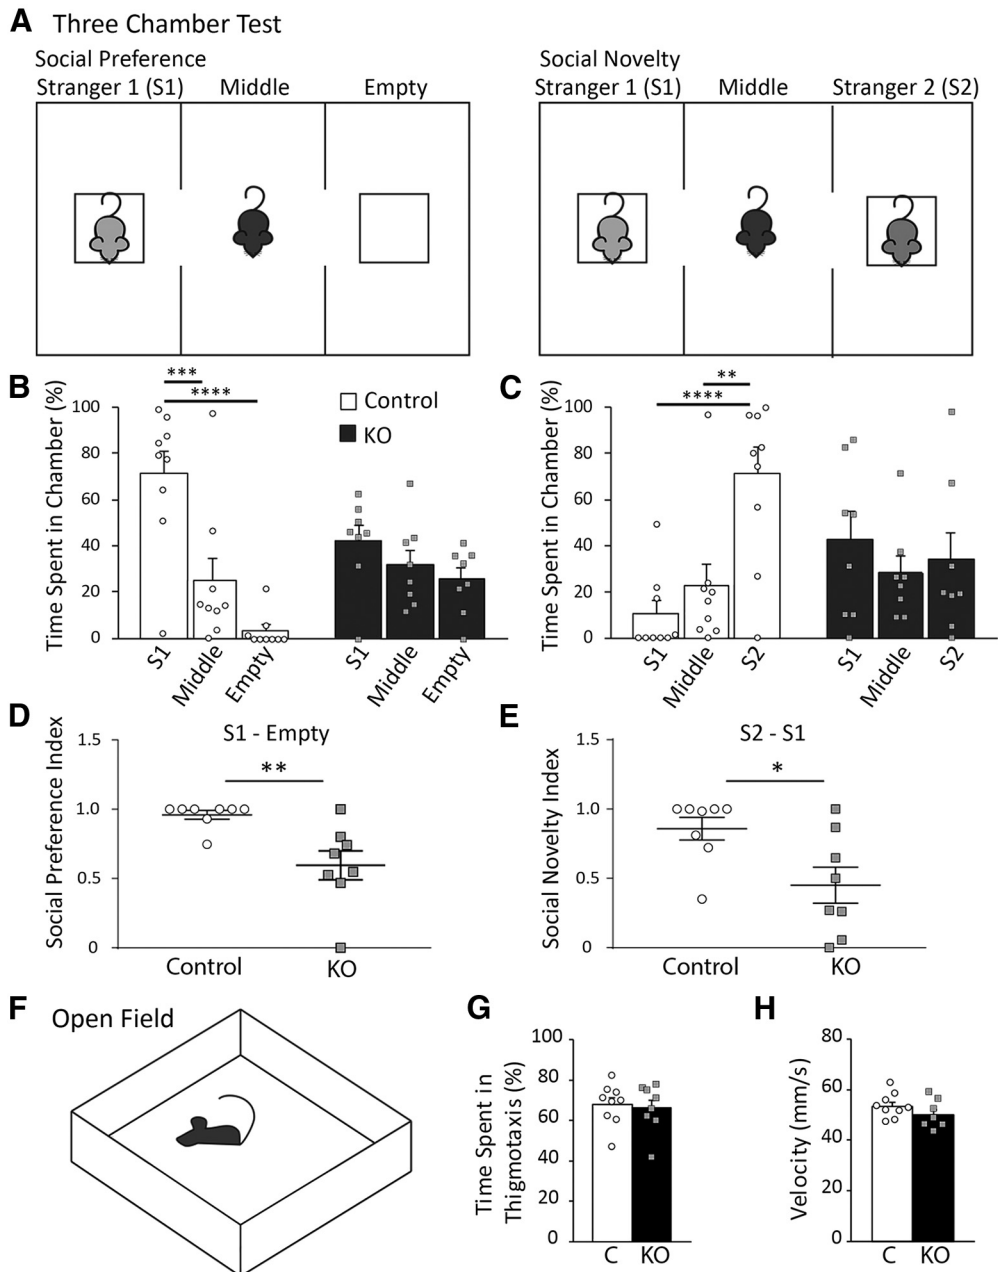 A Three Chamber Test
Social Preference
Stranger 1 (S1) Middle Empty
Social Novelty
Stranger 1 (S1) Middle Stranger 2 (S2)
B
Time Spent in Chamber (%)
100
80
60
40
20
0
***
****
Control
KO
S1 Middle Empty S1 Middle Empty
C
Time Spent in Chamber (%)
100
80
60
40
20
0
**
****
S1 Middle S2 S1 Middle S2
D
S1 - Empty
Social Preference Index
1.5
1.0
0.5
0
**
Control KO
E
S2 - S1
Social Novelty Index
1.5
1.0
0.5
0
*
Control KO
F Open Field
G
Time Spent in
Thigmotaxis (%)
100
80
60
40
20
0
C KO
H
Velocity (mm/s)
80
60
40
20
0
C KO